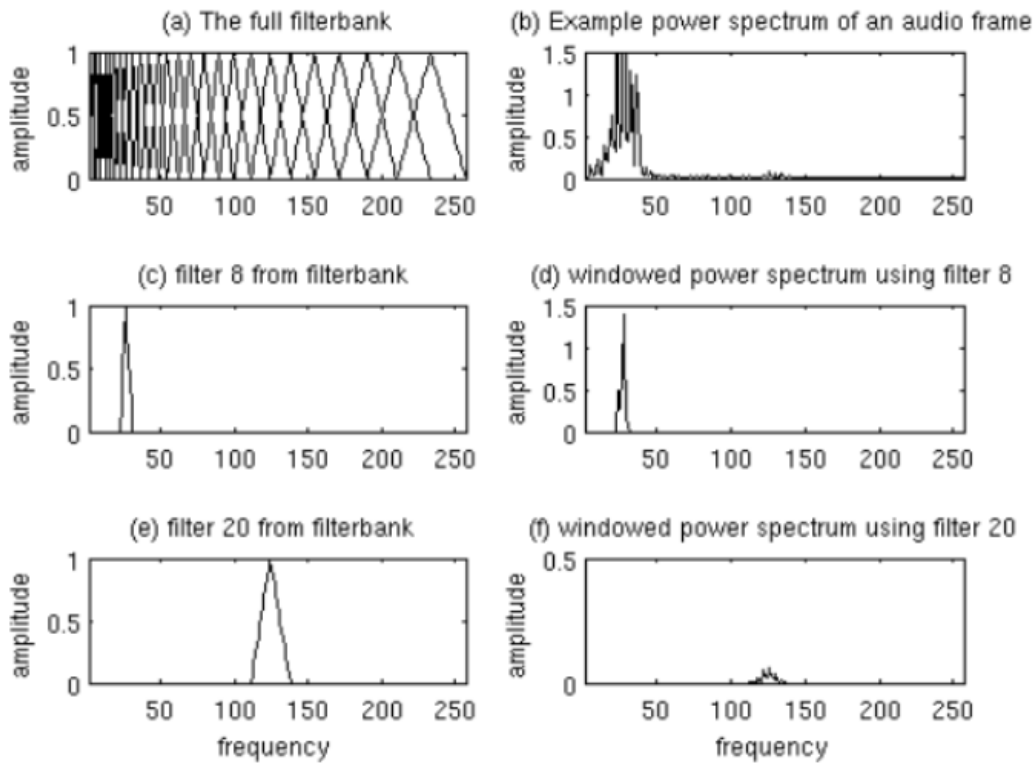 (a) The full filterbank
amplitude
1
0.5
0
50 100 150 200 250
(b) Example power spectrum of an audio frame
amplitude
1.5
1
0.5
0
50 100 150 200 250
(c) filter 8 from filterbank
amplitude
1
0.5
0
50 100 150 200 250
(d) windowed power spectrum using filter 8
amplitude
1.5
1
0.5
0
50 100 150 200 250
(e) filter 20 from filterbank
amplitude
1
0.5
0
50 100 150 200 250
frequency
(f) windowed power spectrum using filter 20
amplitude
0.5
0
50 100 150 200 250
frequency